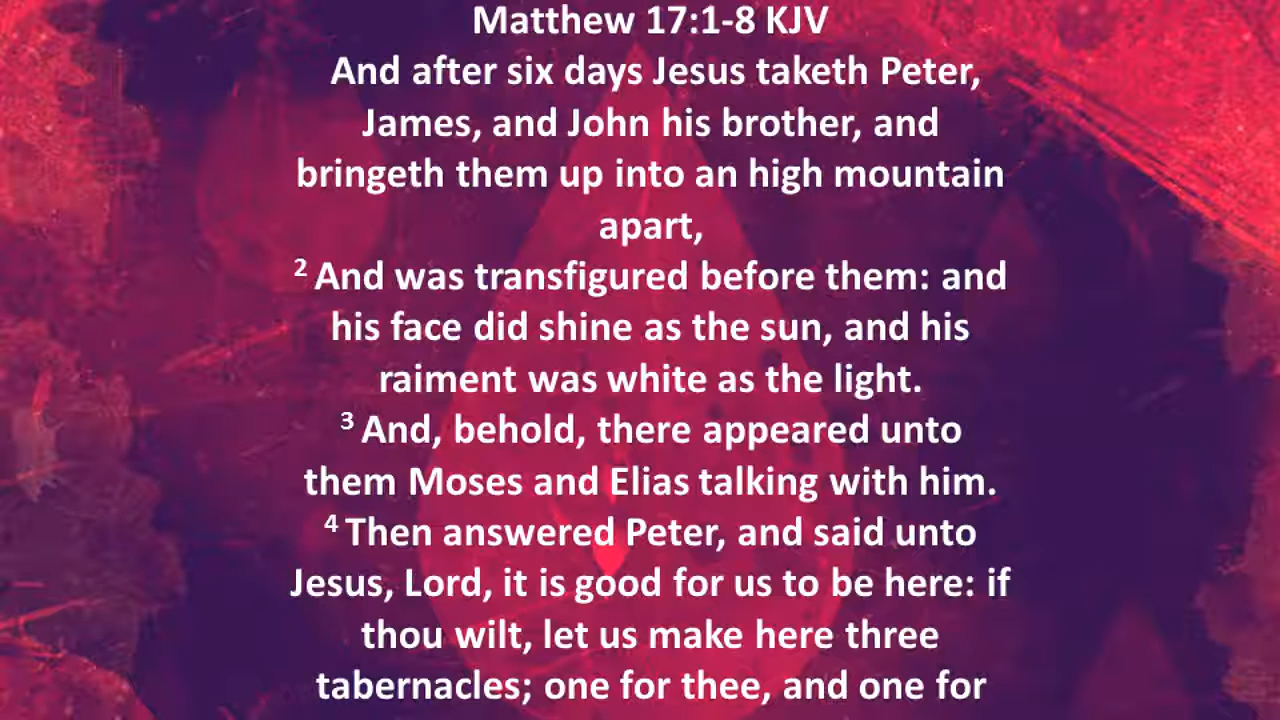 Matthew 17:1-8 KJV
And after six days Jesus taketh Peter,
James, and John his brother, and
bringeth them up into an high mountain
apart,
2 And was transfigured before them: and
his face did shine as the sun, and his
raiment was white as the light.
3 And, behold, there appeared unto
them Moses and Elias talking with him.
4 Then answered Peter, and said unto
Jesus, Lord, it is good for us to be here: if
thou wilt, let us make here three
tabernacles; one for thee, and one for